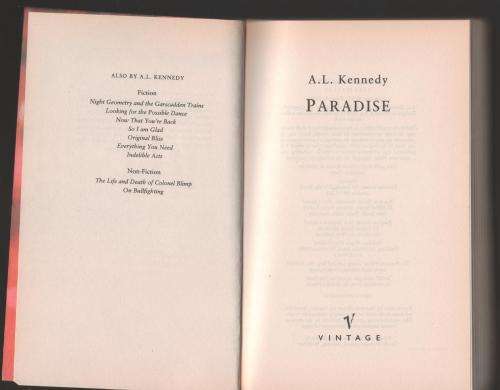 ALSO BY A.L. KENNEDY
Fiction
Night Geometry and the Garscadden Trains
Looking for the Possible Dance
Now That You're Back
So I am Glad
Original Bliss
Everything You Need
Indelible Acts
Non-Fiction
The Life and Death of Colonel Blimp
On Bullfighting
A.L. Kennedy
PARADISE
V
VINTAGE